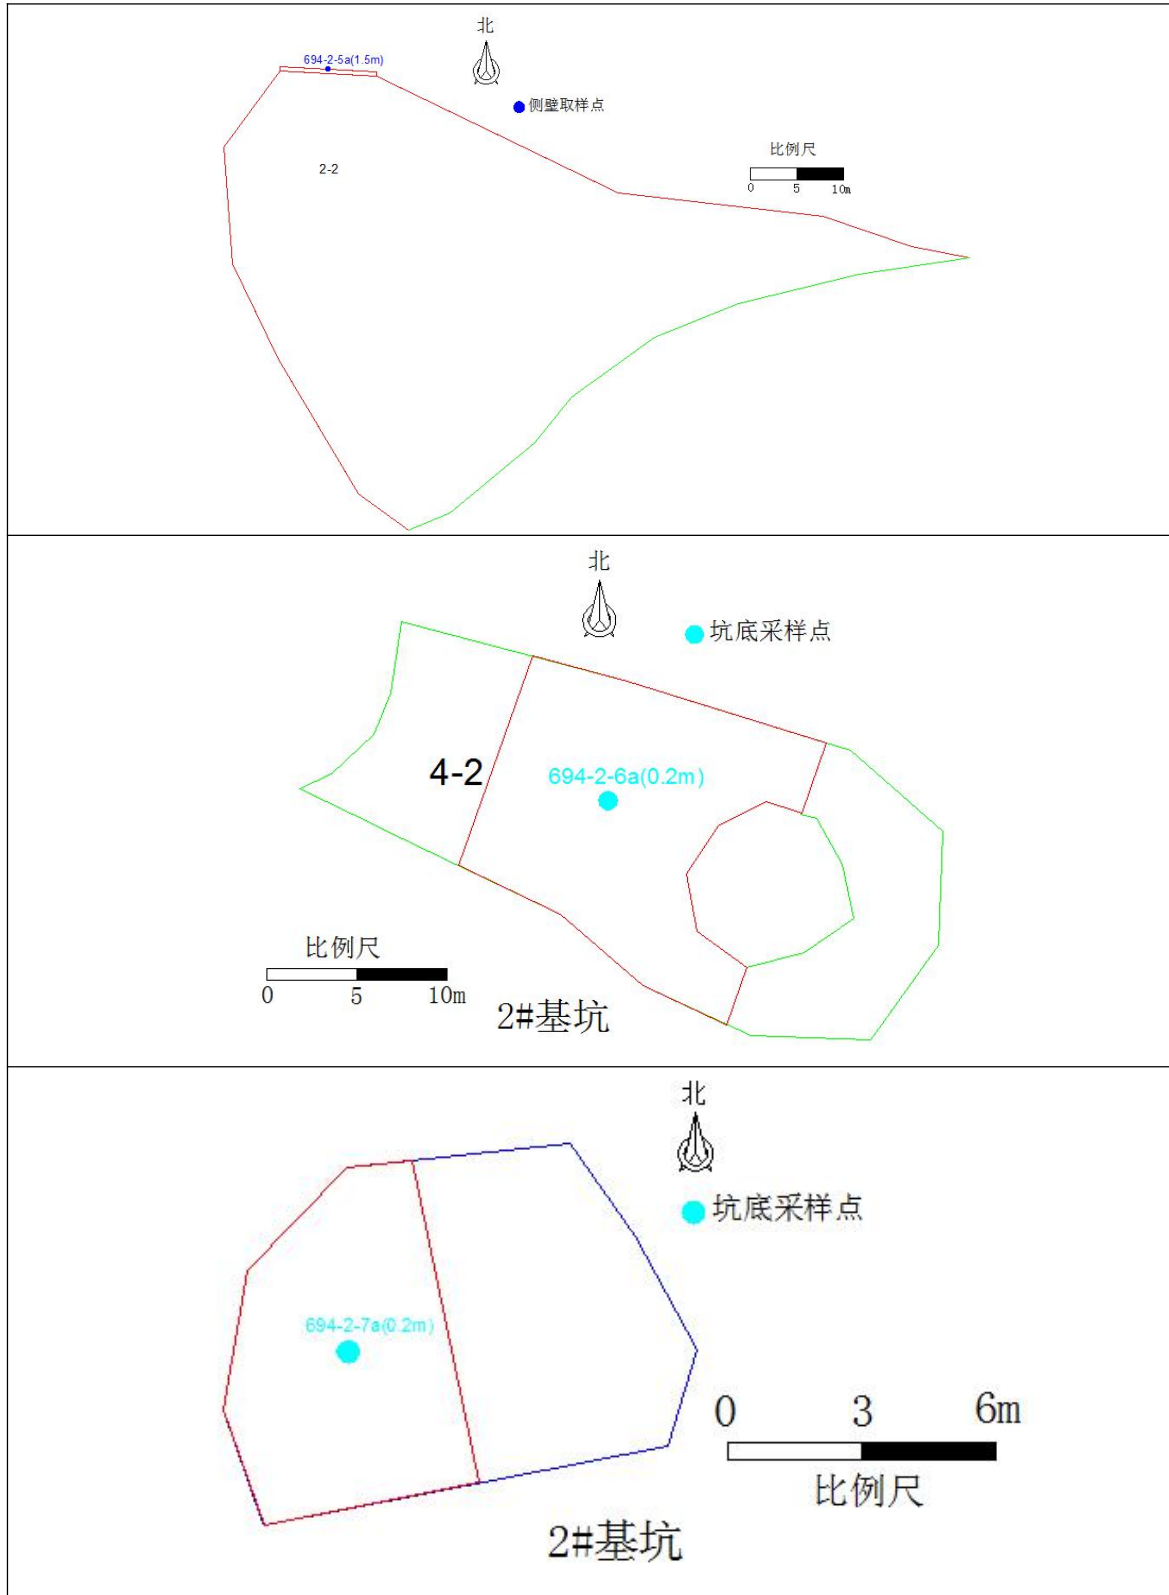 北
694-2-5a(1.5m)
侧壁取样点
2-2
比例尺
0 5 10m
北
坑底采样点
4-2
694-2-6a(0.2m)
比例尺
0 5 10m
2#基坑
北
坑底采样点
694-2-7a(0.2m)
0 3 6m
比例尺
2#基坑